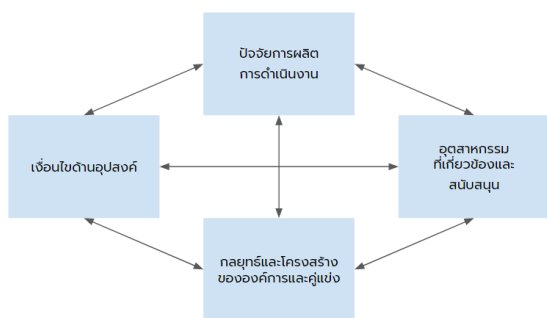 ปัจจัยการผลิต
การดำเนินงาน
เงื่อนไขด้านอุปสงค์
อุตสาหกรรม
ที่เกี่ยวข้องและ
สนับสนุน
กลยุทธ์และโครงสร้าง
ขององค์การและคู่แข่ง